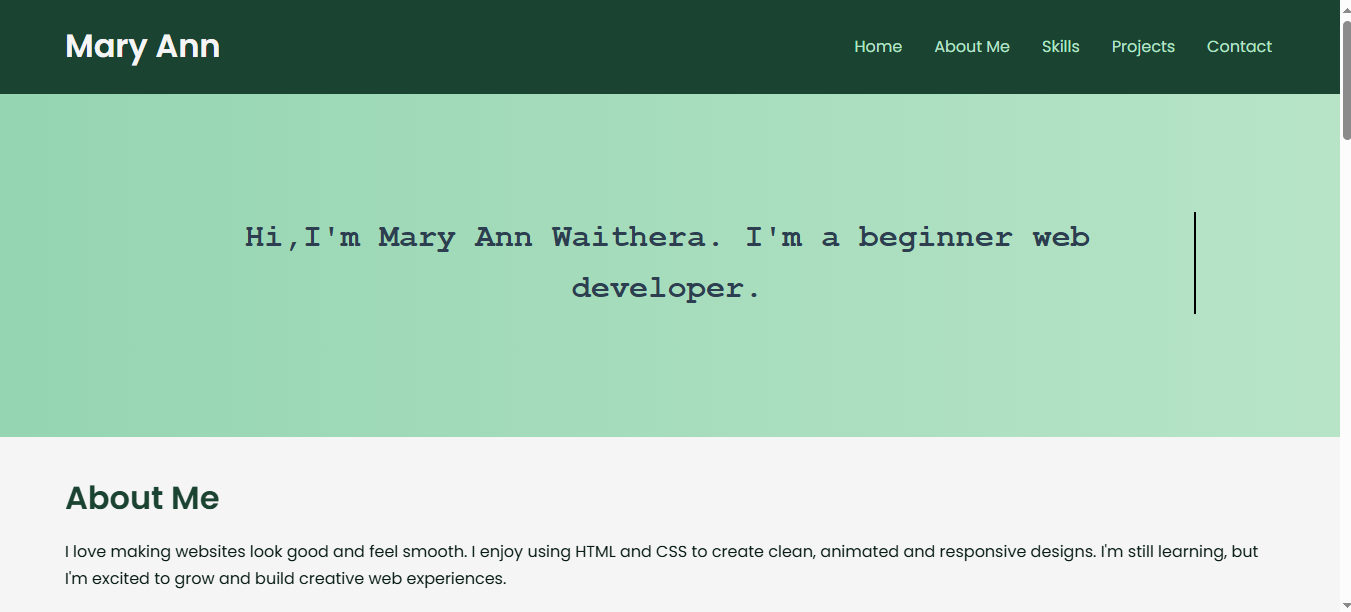 Mary Ann
Home About Me Skills Projects Contact
Hi,I'm Mary Ann Waithera. I'm a beginner web
developer.
About Me
I love making websites look good and feel smooth. I enjoy using HTML and CSS to create clean, animated and responsive designs. I'm still learning, but
I'm excited to grow and build creative web experiences.